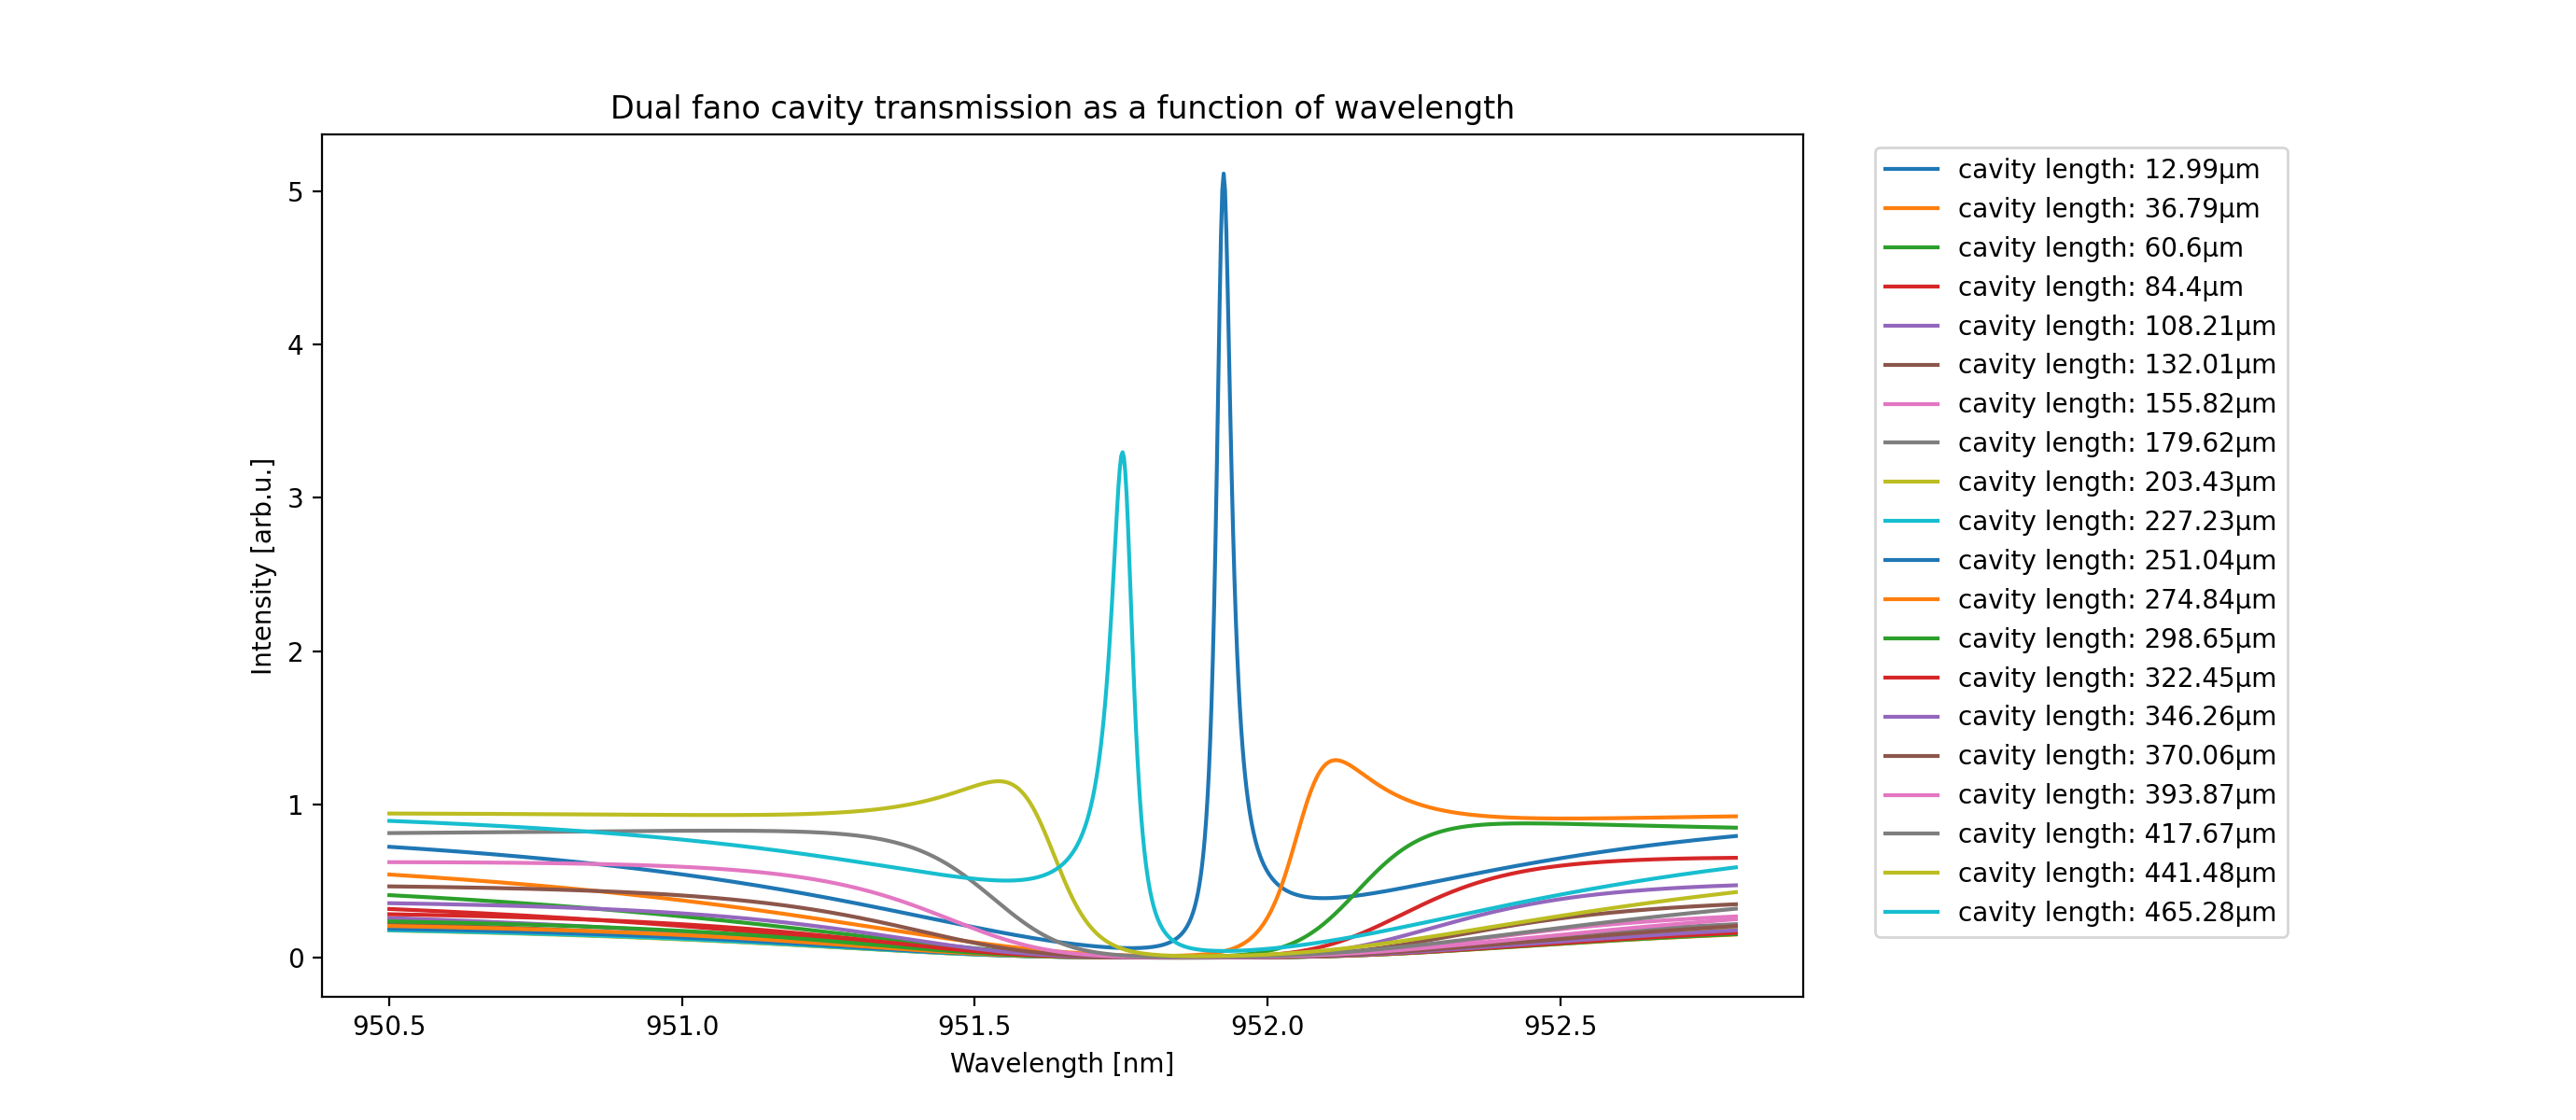 Dual fano cavity transmission as a function of wavelength
Intensity [arb.u.]
5
4
3
2
1
0
950.5 951.0 951.5 952.0 952.5
Wavelength [nm]
cavity length: 12.99μm
cavity length: 36.79μm
cavity length: 60.6μm
cavity length: 84.4μm
cavity length: 108.21μm
cavity length: 132.01μm
cavity length: 155.82μm
cavity length: 179.62μm
cavity length: 203.43μm
cavity length: 227.23μm
cavity length: 251.04μm
cavity length: 274.84μm
cavity length: 298.65μm
cavity length: 322.45μm
cavity length: 346.26μm
cavity length: 370.06μm
cavity length: 393.87μm
cavity length: 417.67μm
cavity length: 441.48μm
cavity length: 465.28μm